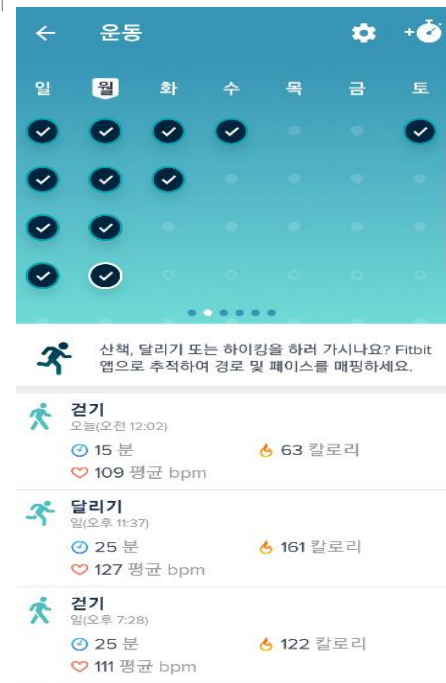 운동
일 월 화 수 목 금 토
산책, 달리기 또는 하이킹을 하러 가시나요? Fitbit
앱으로 추적하여 경로 및 페이스를 매핑하세요.
걷기
오늘(오전 12:02)
15 분 63 칼로리
109 평균 bpm
달리기
일(오후 11:37)
25 분 161 칼로리
127 평균 bpm
걷기
일(오후 7:28)
25 분 122 칼로리
111 평균 bpm